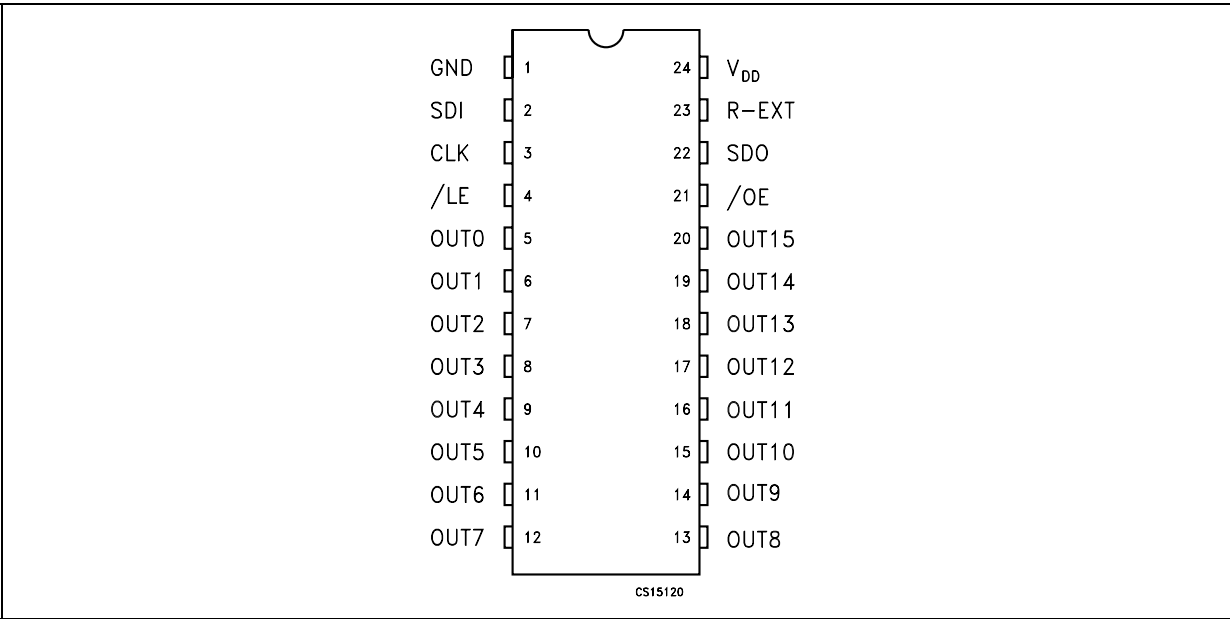 GND 1 24 VDD
SDI 2 23 R-EXT
CLK 3 22 SDO
/LE 4 21 /OE
OUT0 5 20 OUT15
OUT1 6 19 OUT14
OUT2 7 18 OUT13
OUT3 8 17 OUT12
OUT4 9 16 OUT11
OUT5 10 15 OUT10
OUT6 11 14 OUT9
OUT7 12 13 OUT8
CS15120